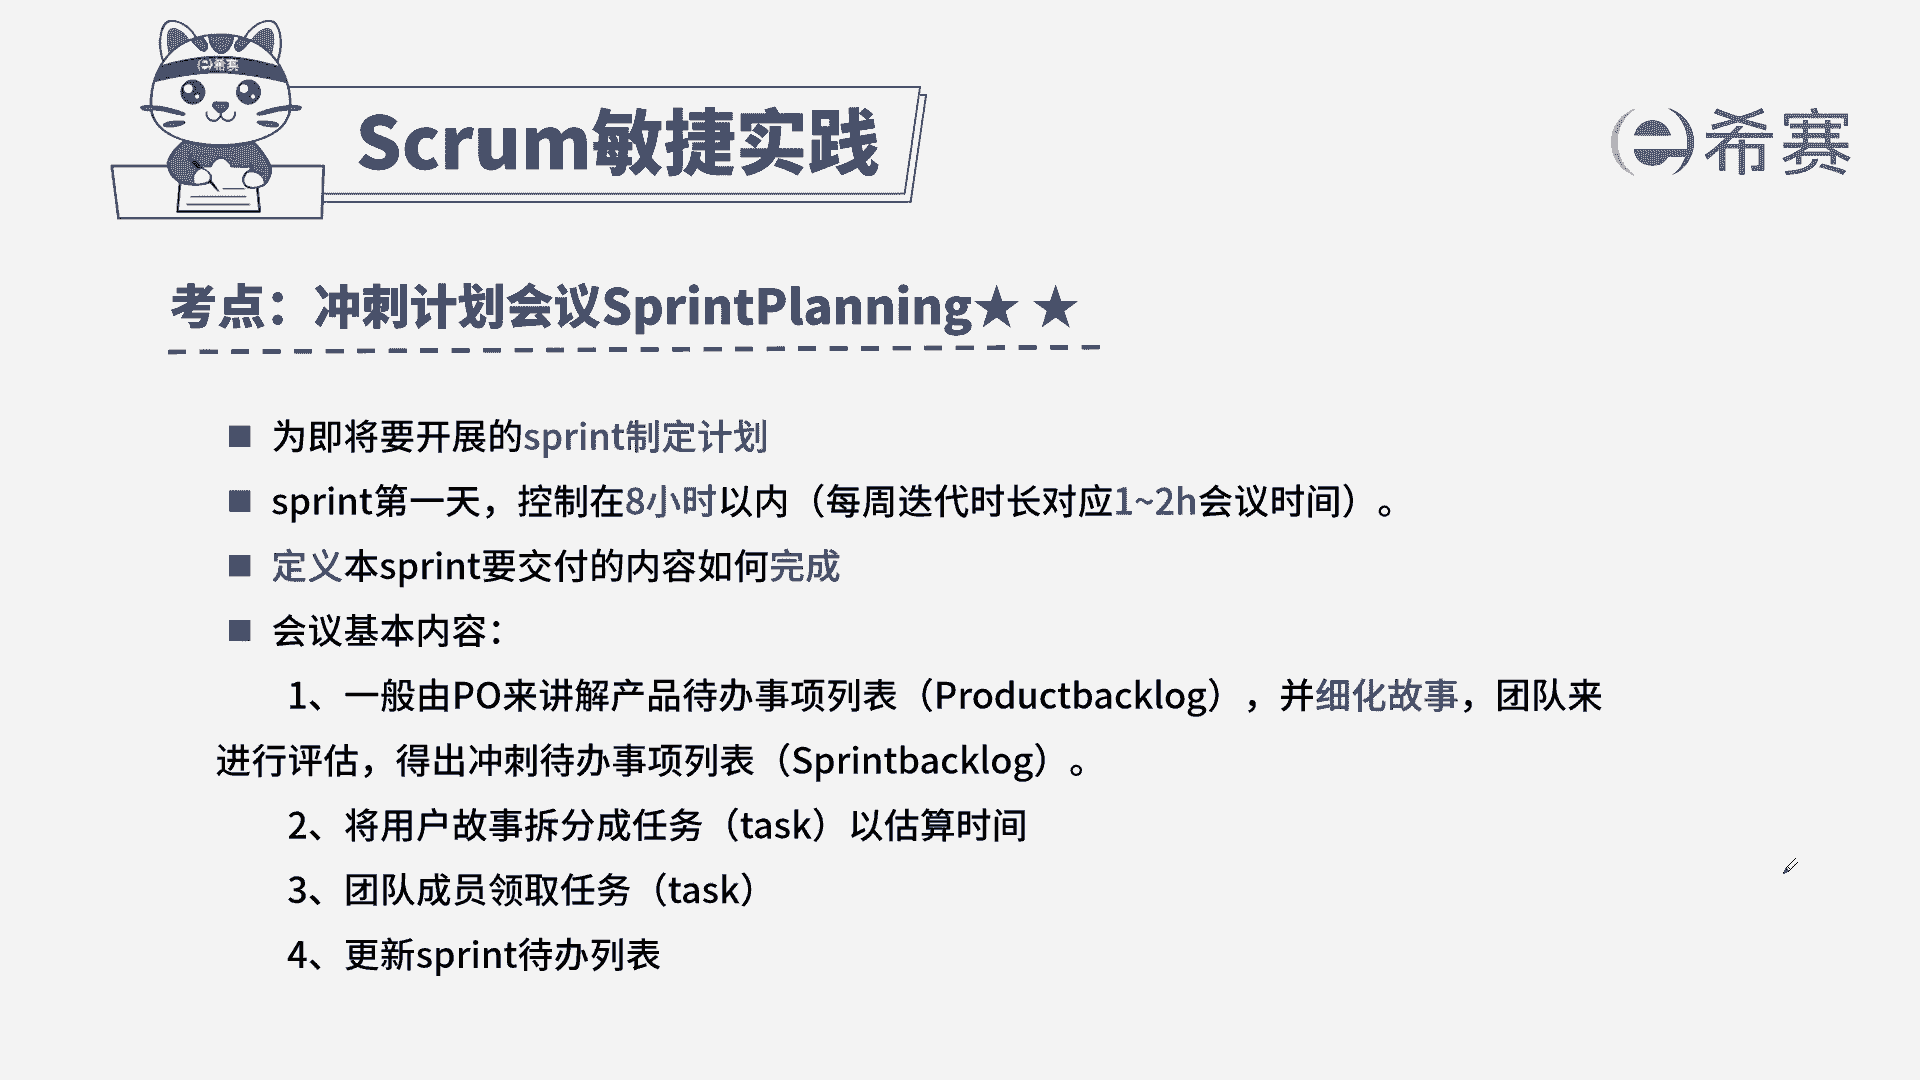 希赛
Scrum敏捷实践
希赛
考点：冲刺计划会议SprintPlanning★ ★
■ 为即将要开展的sprint制定计划
■ sprint第一天，控制在8小时以内（每周迭代时长对应1~2h会议时间）。
■ 定义本sprint要交付的内容如何完成
■ 会议基本内容：
1、一般由PO来讲解产品待办事项列表（Productbacklog），并细化故事，团队来
进行评估，得出冲刺待办事项列表（Sprintbacklog）。
2、将用户故事拆分成任务（task）以估算时间
3、团队成员领取任务（task）
4、更新sprint待办列表